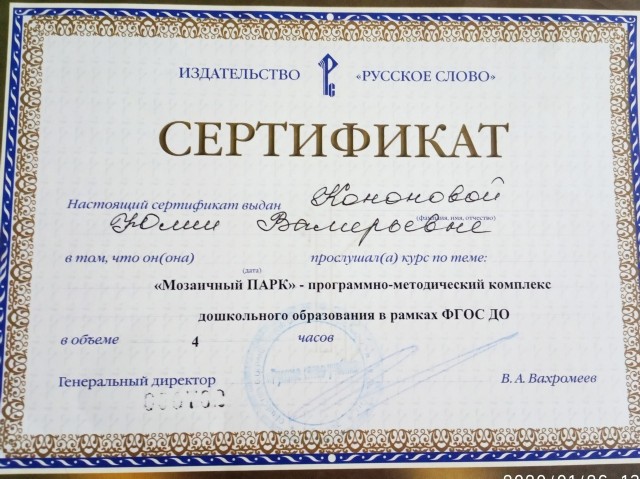 ИЗДАТЕЛЬСТВО «РУССКОЕ СЛОВО»
СЕРТИФИКАТ
Настоящий сертификат выдан Кононовой
(фамилия, имя, отчество)
Юлии Валерьевне
в том, что он(она) прослушал(а) курс по теме:
(дата)
«Мозаичный ПАРК» - программно-методический комплекс
дошкольного образования в рамках ФГОС ДО
в объеме 4 часов
Генеральный директор В. А. Вахромеев